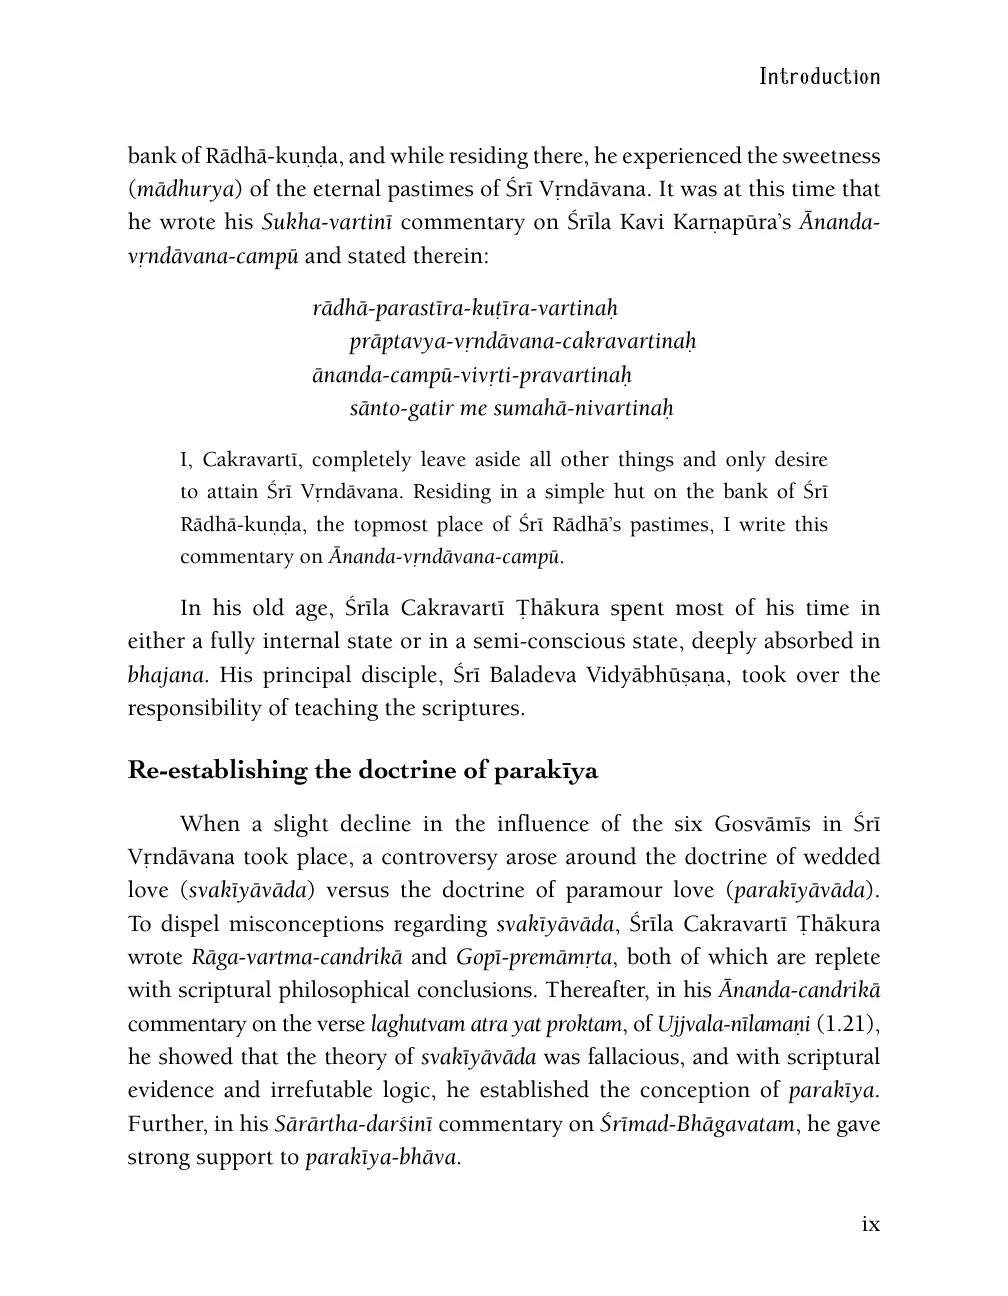 Introduction
bank of Rādhā-kuṇḍa, and while residing there, he experienced the sweetness
(mādhurya) of the eternal pastimes of Śrī Vṛndāvana. It was at this time that
he wrote his Sukha-vartinī commentary on Śrīla Kavi Karṇapūra’s Ānanda-
vṛndāvana-campū and stated therein:
rādhā-parastīra-kuṭīra-vartinaḥ
prāptavya-vṛndāvana-cakravartinaḥ
ānanda-campū-vivṛti-pravartinaḥ
sānto-gatir me sumahā-nivartinaḥ
I, Cakravartī, completely leave aside all other things and only desire
to attain Śrī Vṛndāvana. Residing in a simple hut on the bank of Śrī
Rādhā-kuṇḍa, the topmost place of Śrī Rādhā’s pastimes, I write this
commentary on Ānanda-vṛndāvana-campū.
In his old age, Śrīla Cakravartī Ṭhākura spent most of his time in
either a fully internal state or in a semi-conscious state, deeply absorbed in
bhajana. His principal disciple, Śrī Baladeva Vidyābhūṣaṇa, took over the
responsibility of teaching the scriptures.
Re-establishing the doctrine of parakīya
When a slight decline in the influence of the six Gosvāmīs in Śrī
Vṛndāvana took place, a controversy arose around the doctrine of wedded
love (svakīyāvāda) versus the doctrine of paramour love (parakīyāvāda).
To dispel misconceptions regarding svakīyāvāda, Śrīla Cakravartī Ṭhākura
wrote Rāga-vartma-candrikā and Gopī-premāmṛta, both of which are replete
with scriptural philosophical conclusions. Thereafter, in his Ānanda-candrikā
commentary on the verse laghutvam atra yat proktam, of Ujjvala-nīlamaṇi (1.21),
he showed that the theory of svakīyāvāda was fallacious, and with scriptural
evidence and irrefutable logic, he established the conception of parakīya.
Further, in his Sārārtha-darśinī commentary on Śrīmad-Bhāgavatam, he gave
strong support to parakīya-bhāva.
ix